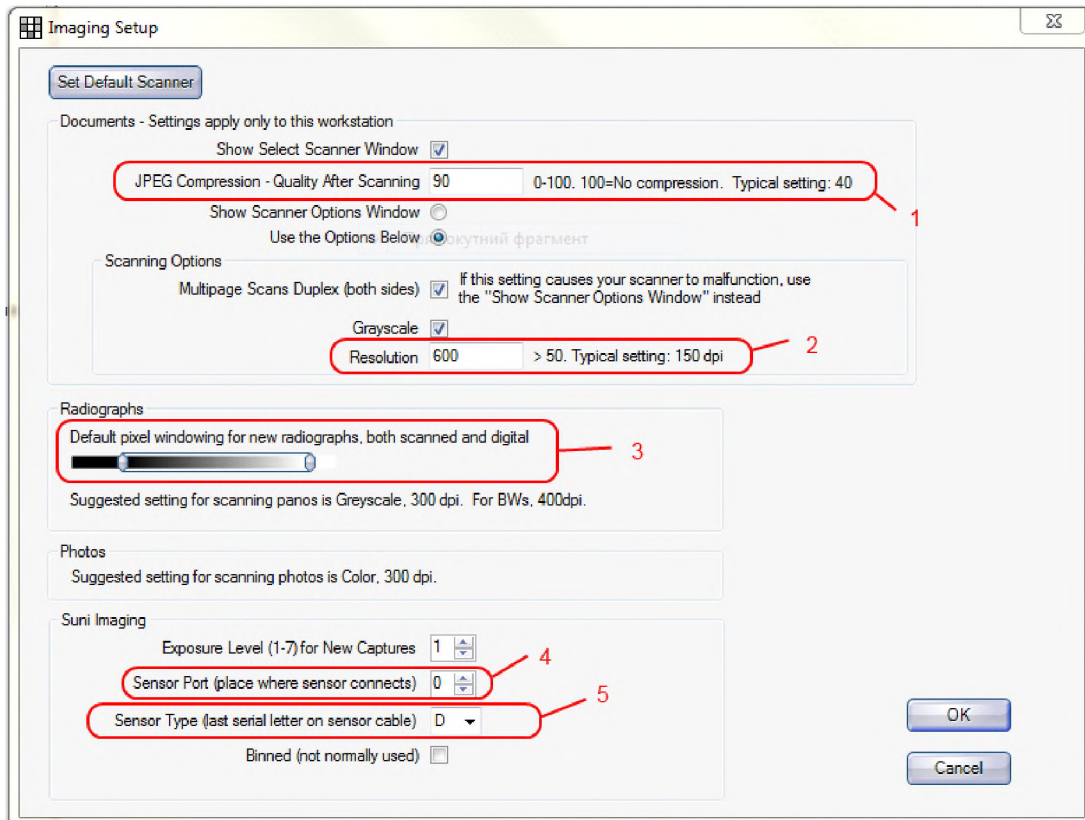 Imaging Setup
Set Default Scanner
Documents - Settings apply only to this workstation
Show Select Scanner Window
JPEG Compression - Quality After Scanning 90 0-100. 100=No compression. Typical setting: 40
1
Show Scanner Options Window
Use the Options Below
Прямокутний фрагмент
Scanning Options
Multipage Scans Duplex (both sides) If this setting causes your scanner to malfunction, use
the "Show Scanner Options Window" instead
Grayscale
Resolution 600 > 50. Typical setting: 150 dpi
2
Radiographs
Default pixel windowing for new radiographs, both scanned and digital
3
Suggested setting for scanning panos is Greyscale, 300 dpi. For BWs, 400dpi.
Photos
Suggested setting for scanning photos is Color, 300 dpi.
Suni Imaging
Exposure Level (1-7) for New Captures 1
Sensor Port (place where sensor connects) 0
4
Sensor Type (last serial letter on sensor cable) D
5
Binned (not normally used)
OK
Cancel